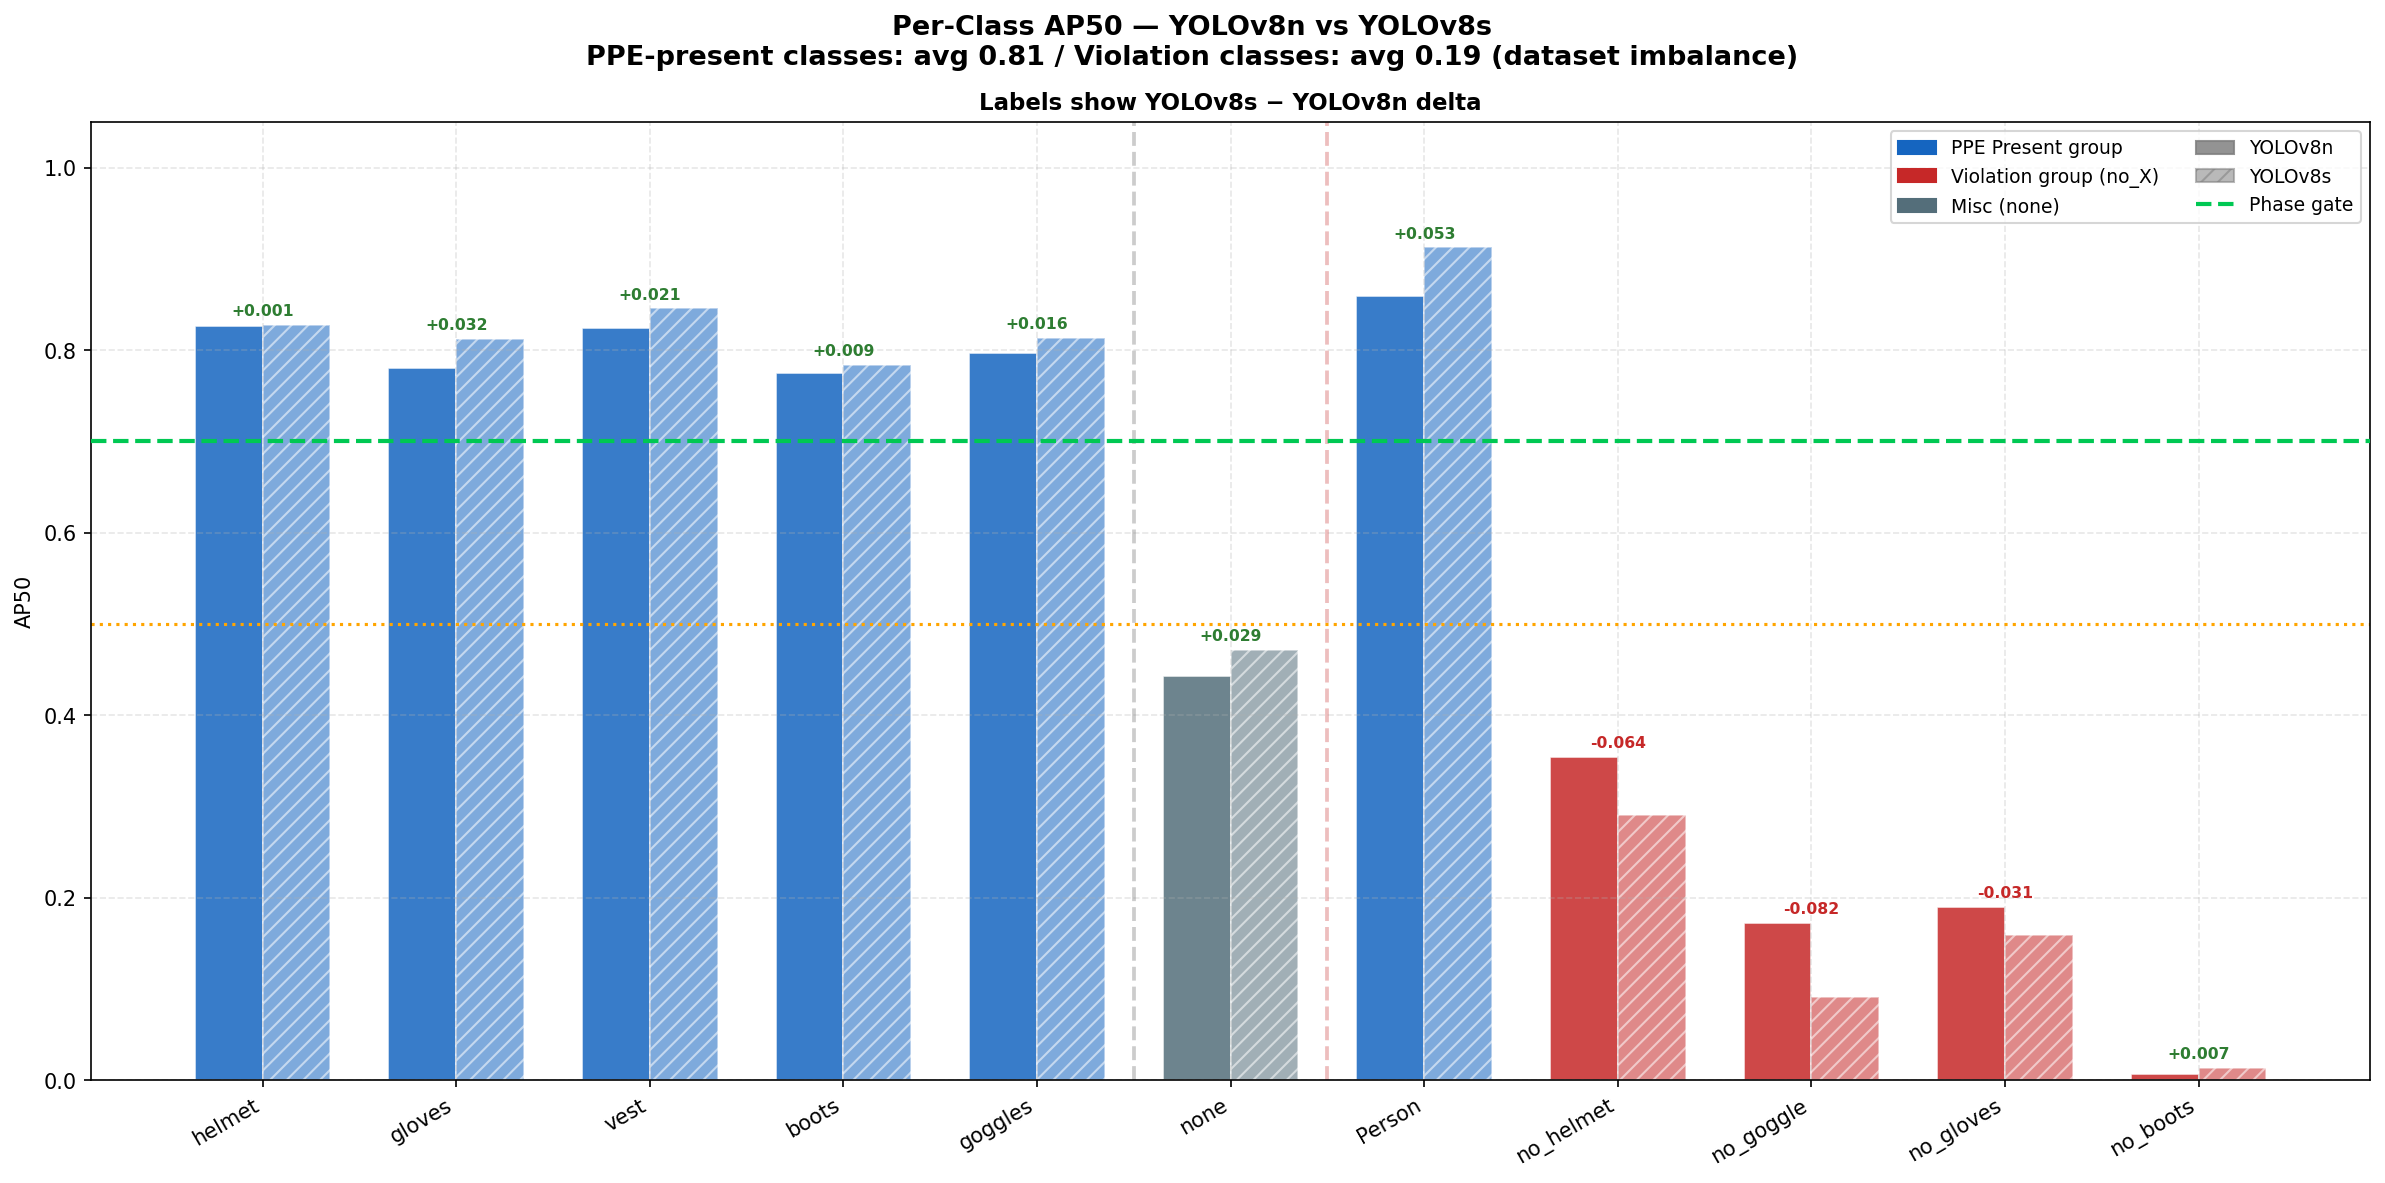 Per-Class AP50 — YOLOv8n vs YOLOv8s
PPE-present classes: avg 0.81 / Violation classes: avg 0.19 (dataset imbalance)
Labels show YOLOv8s − YOLOv8n delta
PPE Present group
Violation group (no_X)
Misc (none)
YOLOv8n
YOLOv8s
Phase gate
AP50
1.0
0.8
0.6
0.4
0.2
0.0
+0.001
+0.032
+0.021
+0.009
+0.016
+0.029
+0.053
-0.064
-0.082
-0.031
+0.007
helmet
gloves
vest
boots
goggles
none
Person
no_helmet
no_goggle
no_gloves
no_boots